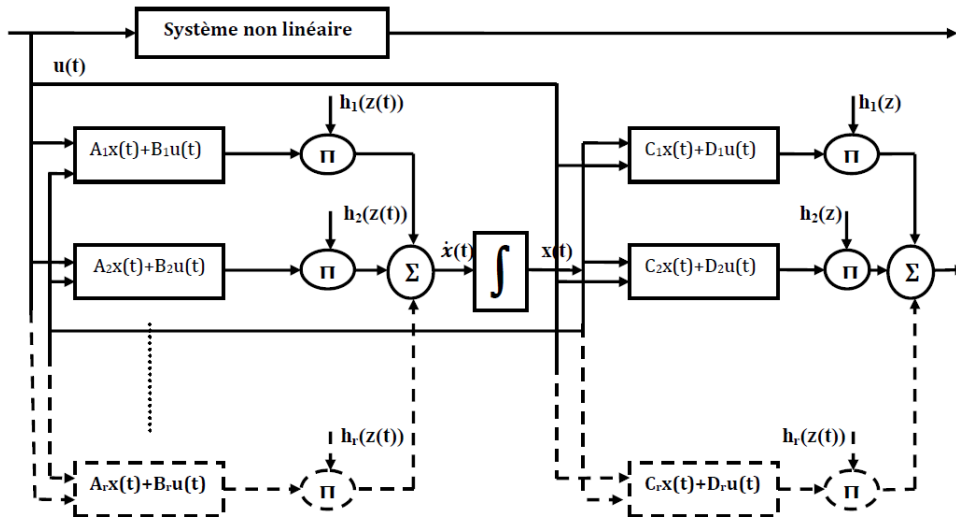 Système non linéaire
u(t)
h₁(z(t))
h₁(z)
A₁x(t)+B₁u(t)
Π
C₁x(t)+D₁u(t)
Π
h₂(z(t))
h₂(z)
A₂x(t)+B₂u(t)
Π
Σ
ẋ(t)
∫
x(t)
C₂x(t)+D₂u(t)
Π
Σ
hᵣ(z(t))
hᵣ(z(t))
Aᵣx(t)+Bᵣu(t)
Π
Cᵣx(t)+Dᵣu(t)
Π